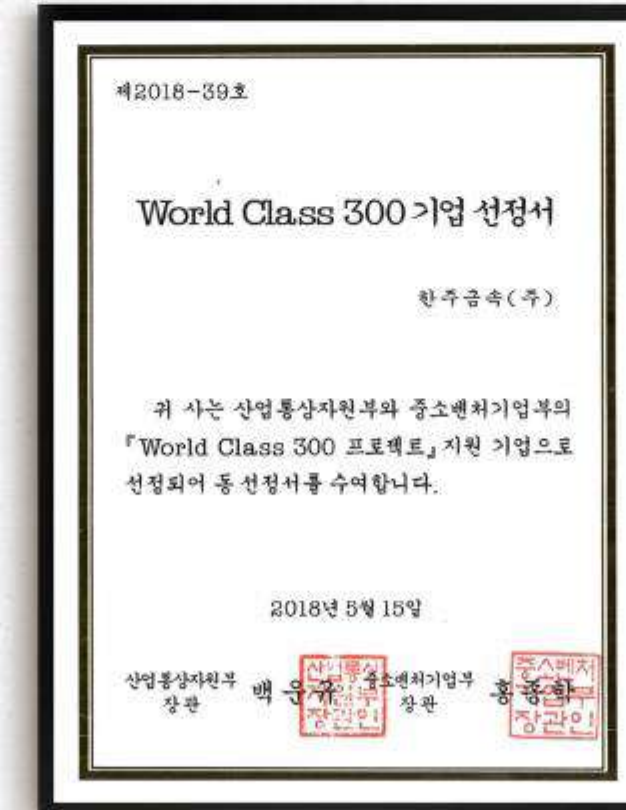 제2018-39호
World Class 300 기업 선정서
한주금속(주)
귀 사는 산업통상자원부와 중소벤처기업부의
『World Class 300 프로젝트』 지원 기업으로
선정되어 동 선정서를 수여합니다.
2018년 5월 15일
산업통상자원부 장관 백운규
중소벤처기업부 장관 홍종학